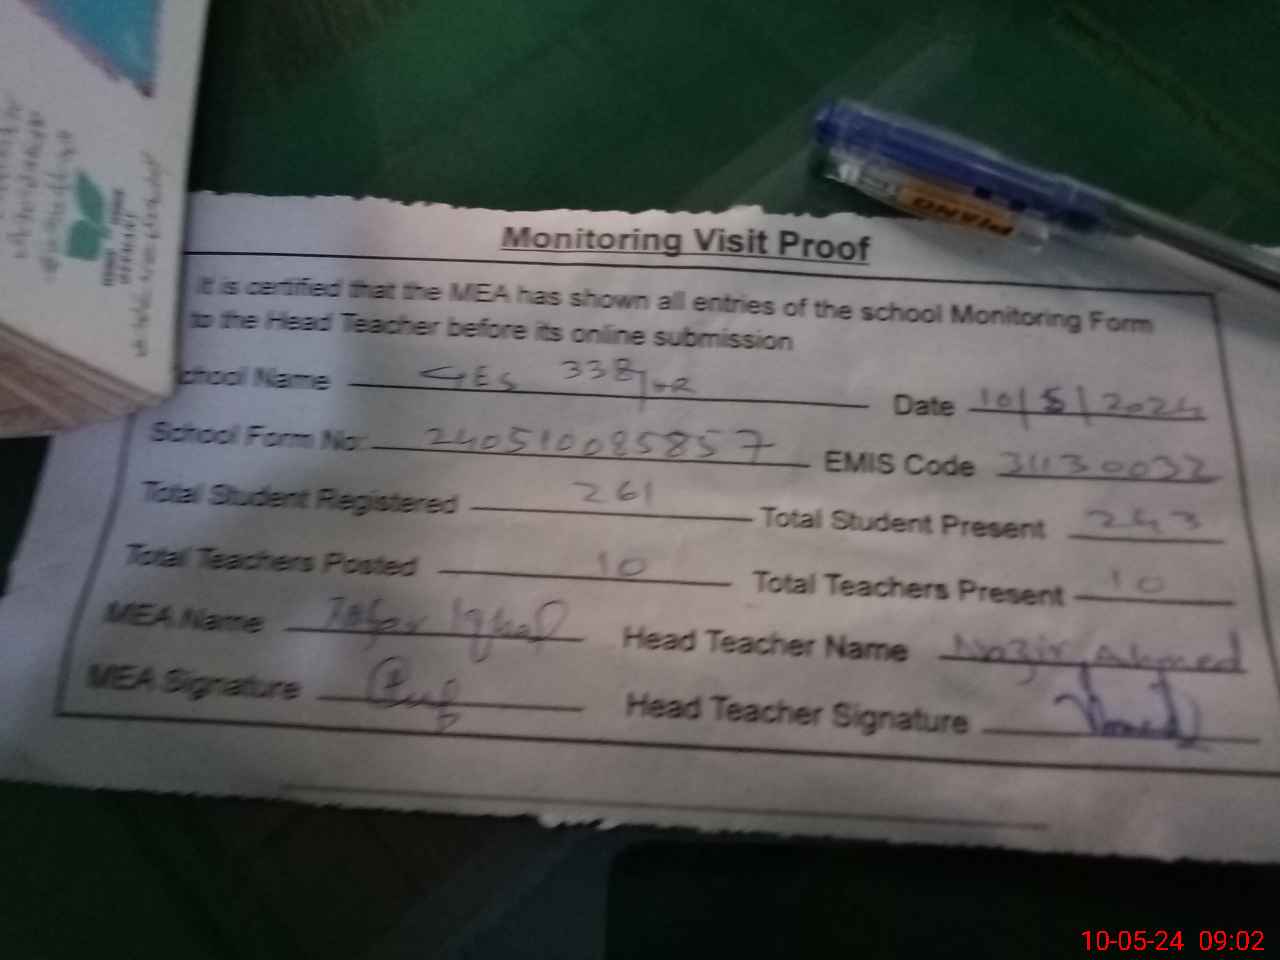 Monitoring Visit Proof
It is certified that the MEA has shown all entries of the school Monitoring Form
to the Head Teacher before its online submission
School Name GES 338/HR Date 10/5/2024
School Form No: 240510085857 EMIS Code 31130032
Total Student Registered 261 Total Student Present 243
Total Teachers Posted 10 Total Teachers Present 10
MEA Name Zafar Iqbal Head Teacher Name Nazir Ahmed
MEA Signature Head Teacher Signature
PIANO
10-05-24 09:02